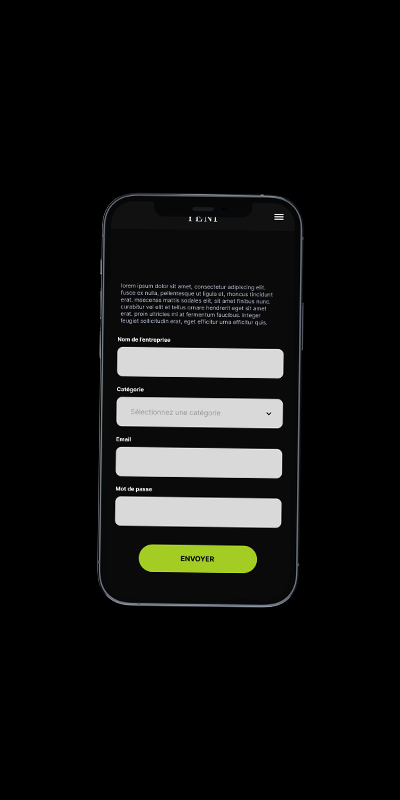 lorem ipsum dolor sit amet, consectetur adipiscing elit.
fusce ex nulla, pellentesque ut ligula et, rhoncus tincidunt
erat. maecenas mattis sodales elit, sit amet finibus nunc.
curabitur vel elit et tellus ornare hendrerit eget sit amet
erat. proin ultricies mi at fermentum faucibus. Integer
feugiat sollicitudin erat, eget efficitur urna efficitur quis.
Nom de l'entreprise
Catégorie
Sélectionnez une catégorie
Email
Mot de passe
ENVOYER